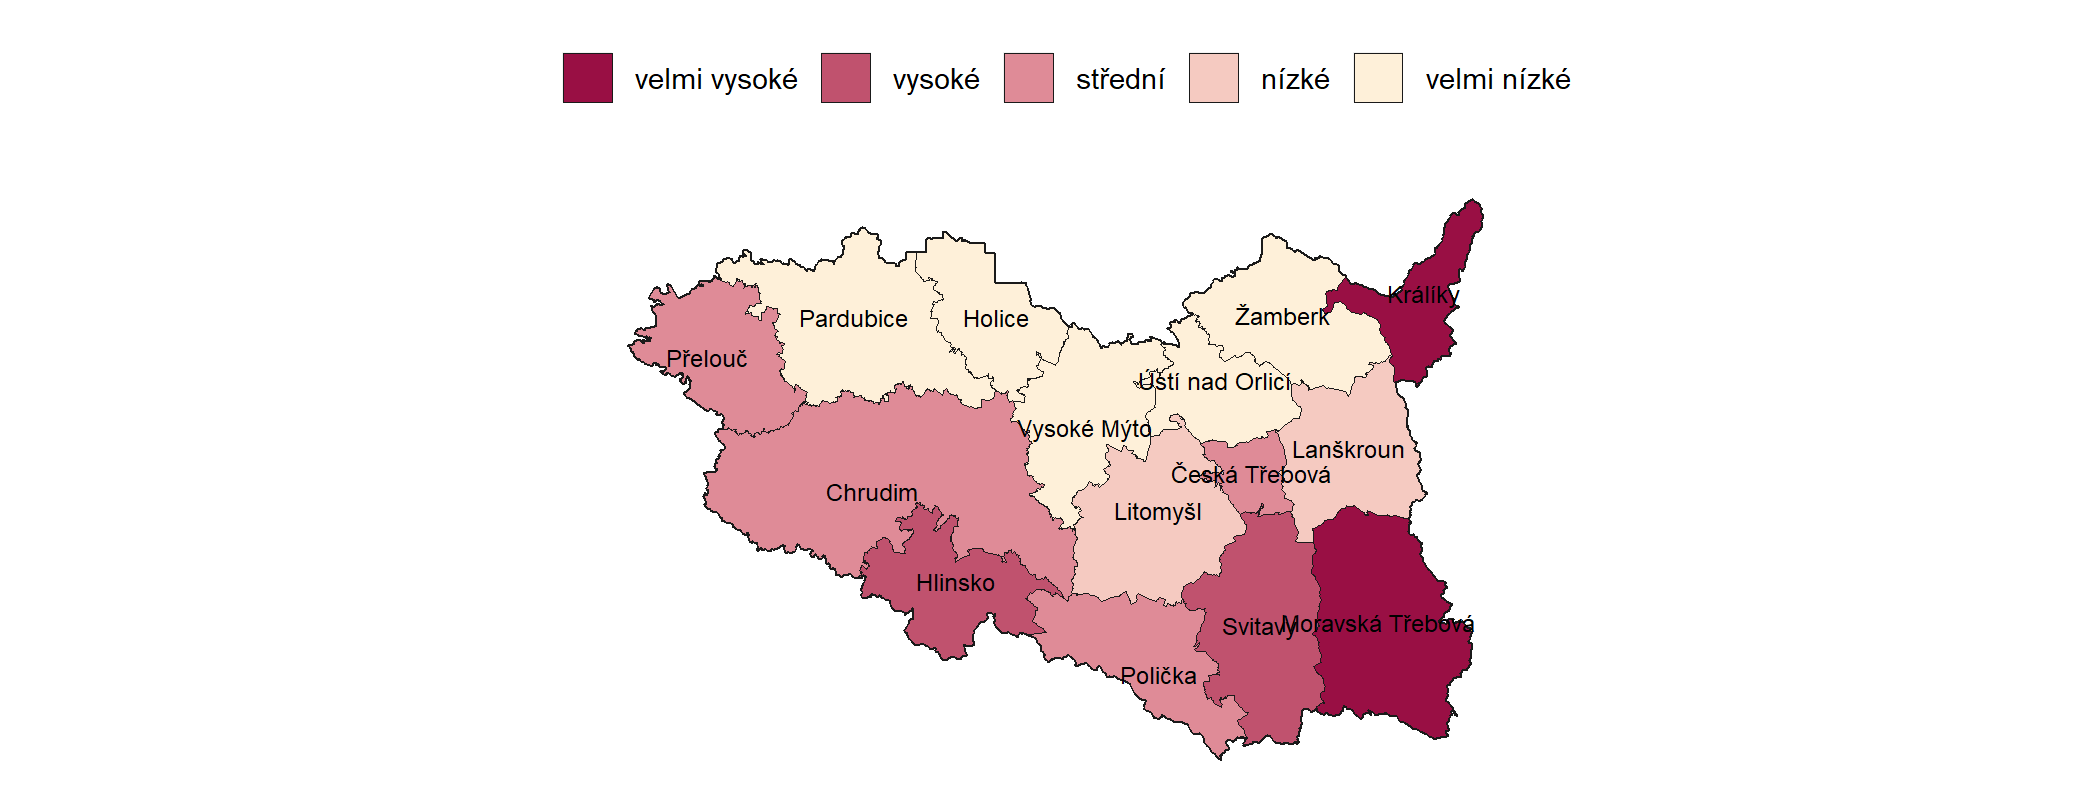 velmi vysoké
vysoké
střední
nízké
velmi nízké
Králíky
Žamberk
Pardubice
Holice
Přelouč
Ústí nad Orlicí
Vysoké Mýto
Lanškroun
Česká Třebová
Chrudim
Litomyšl
Hlinsko
Svitavy
Moravská Třebová
Polička